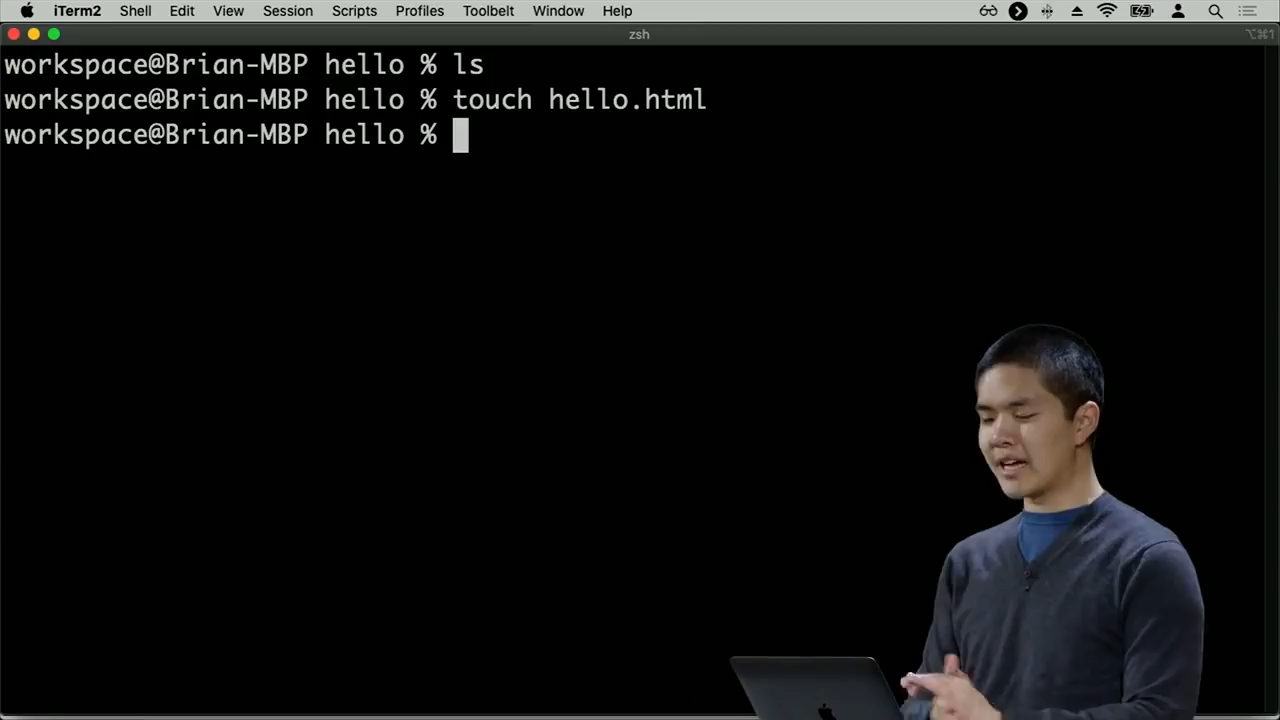 iTerm2 Shell Edit View Session Scripts Profiles Toolbelt Window Help
zsh
⌥⌘1
workspace@Brian-MBP hello % ls
workspace@Brian-MBP hello % touch hello.html
workspace@Brian-MBP hello %